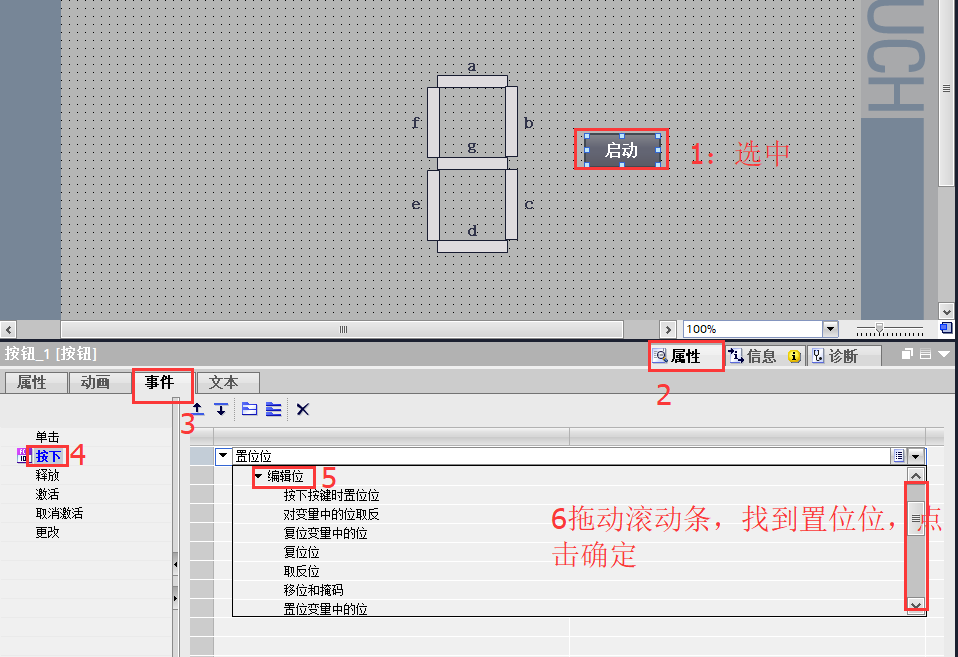 UCH
a
f
b
g
启动
1：选中
e
c
d
100%
按钮_1 [按钮]
属性
信息
诊断
2
属性
动画
事件
文本
3
单击
按下
4
释放
激活
取消激活
更改
置位位
编辑位
5
按下按键时置位位
对变量中的位取反
复位变量中的位
复位位
取反位
移位和掩码
置位变量中的位
6拖动滚动条，找到置位位，点
击确定